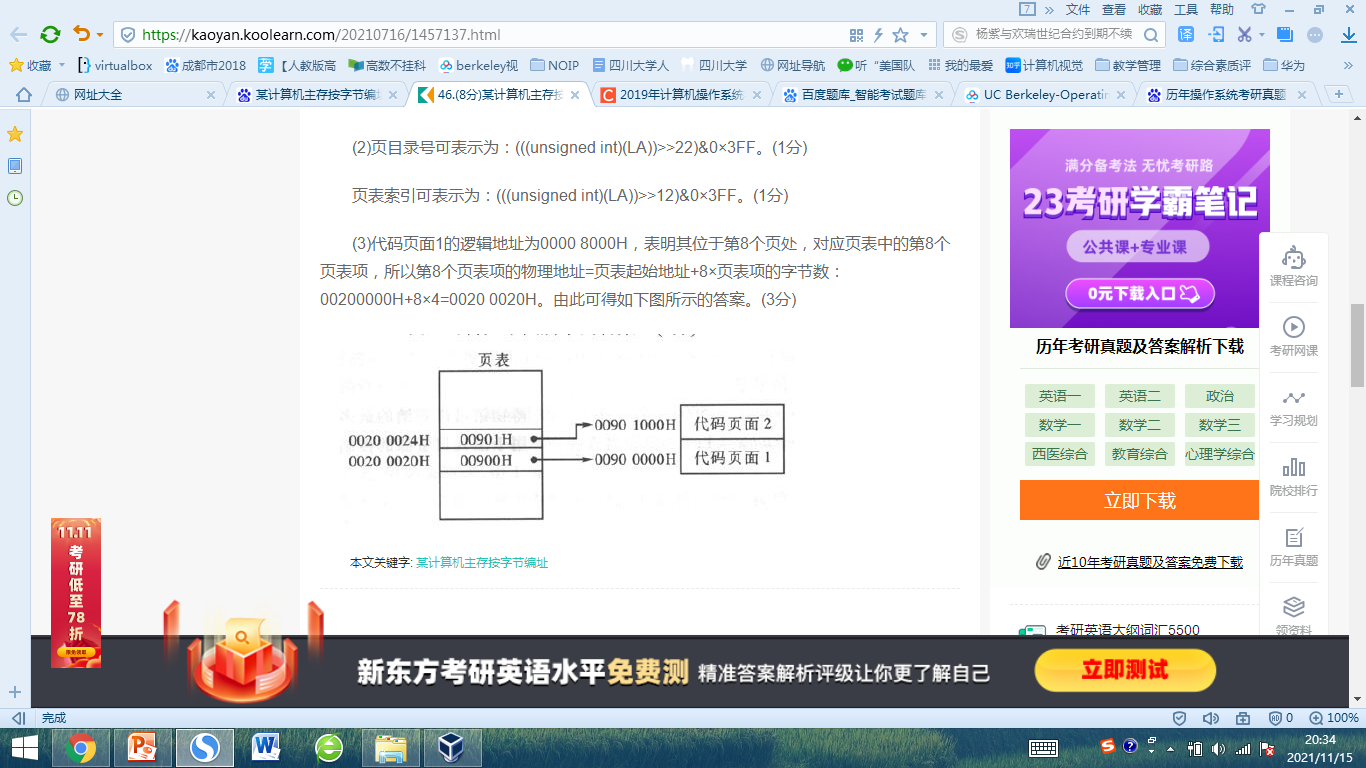 7 » 文件 查看 收藏 工具 帮助
https://kaoyan.koolearn.com/20210716/1457137.html
杨紫与欢瑞世纪合约到期不续
收藏 virtualbox 成都市2018 【人教版高 高数不挂科 berkeley视 NOIP 四川大学人 四川大学 网址导航 听“美国队 我的最爱 计算机视觉 教学管理 综合素质评 华为 »
网址大全 某计算机主存按字节编址 46.(8分)某计算机主存按 2019年计算机操作系统 百度题库_智能考试题库 UC Berkeley-Operatin 历年操作系统考研真题
(2)页目录号可表示为：(((unsigned int)(LA))>>22)&0×3FF。(1分)
页表索引可表示为：(((unsigned int)(LA))>>12)&0×3FF。(1分)
(3)代码页面1的逻辑地址为0000 8000H，表明其位于第8个页处，对应页表中的第8个
页表项，所以第8个页表项的物理地址=页表起始地址+8×页表项的字节数：
00200000H+8×4=0020 0020H。由此可得如下图所示的答案。(3分)
页表
0020 0024H 00901H 0090 1000H 代码页面 2
0020 0020H 00900H 0090 0000H 代码页面 1
本文关键字: 某计算机主存按字节编址
满分备考法 无忧考研路
23考研学霸笔记
公共课+专业课
0元下载入口
历年考研真题及答案解析下载
英语一 英语二 政治
数学一 数学二 数学三
西医综合 教育综合 心理学综合
立即下载
近10年考研真题及答案免费下载
考研英语大纲词汇5500
课程咨询
考研网课
学习规划
院校排行
历年真题
领资料
11.11
考
研
低
至
78
折
新东方考研英语水平免费测 精准答案解析评级让你更了解自己 立即测试
完成 0 100%
20:34
2021/11/15